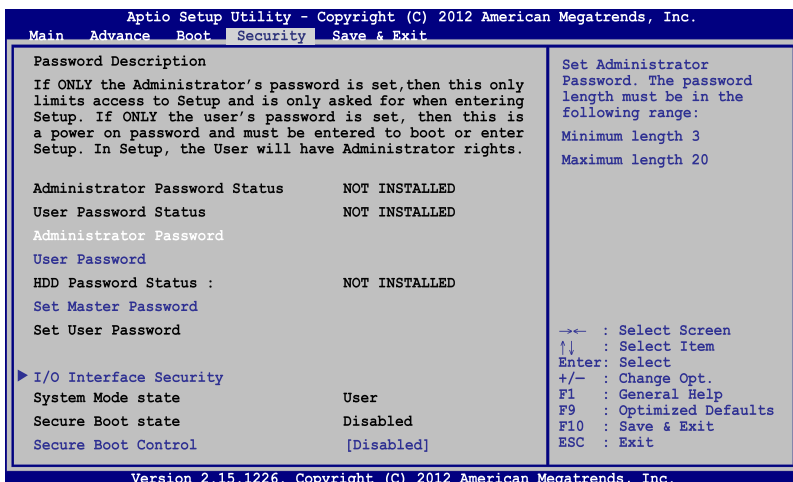 Aptio Setup Utility - Copyright (C) 2012 American Megatrends, Inc.
Main Advance Boot Security Save & Exit
Password Description
If ONLY the Administrator's password is set,then this only
limits access to Setup and is only asked for when entering
Setup. If ONLY the user's password is set, then this is
a power on password and must be entered to boot or enter
Setup. In Setup, the User will have Administrator rights.
Administrator Password Status NOT INSTALLED
User Password Status NOT INSTALLED
Administrator Password
User Password
HDD Password Status : NOT INSTALLED
Set Master Password
Set User Password
I/O Interface Security
System Mode state User
Secure Boot state Disabled
Secure Boot Control [Disabled]
Set Administrator
Password. The password
length must be in the
following range:
Minimum length 3
Maximum length 20
→← : Select Screen
↑↓ : Select Item
Enter: Select
+/— : Change Opt.
F1 : General Help
F9 : Optimized Defaults
F10 : Save & Exit
ESC : Exit
Version 2.15.1226. Copyright (C) 2012 American Megatrends, Inc.